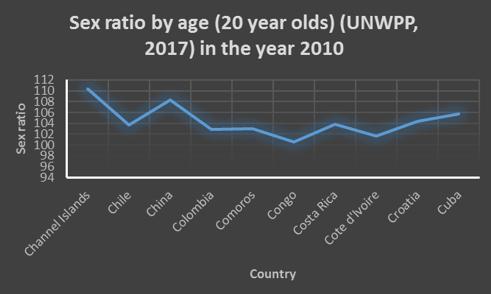 Sex ratio by age (20 year olds) (UNWPP,
2017) in the year 2010
112
110
108
106
104
102
100
98
96
94
Sex ratio
Channel Islands
Chile
China
Colombia
Comoros
Congo
Costa Rica
Cote d'Ivoire
Croatia
Cuba
Country